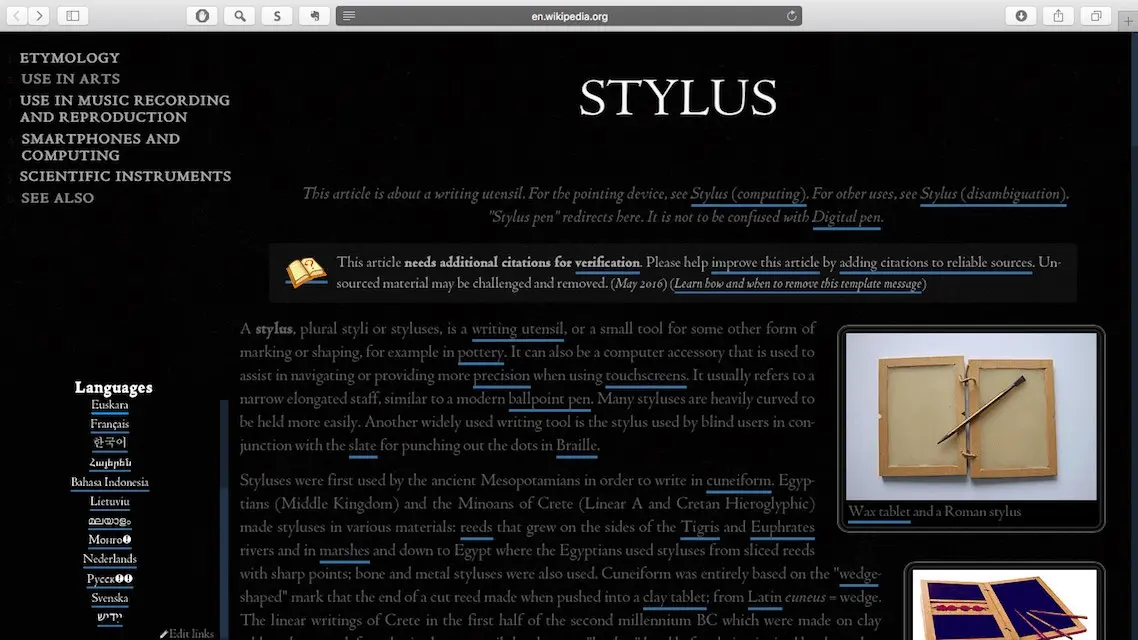 S
en.wikipedia.org
ETYMOLOGY
USE IN ARTS
USE IN MUSIC RECORDING
AND REPRODUCTION
SMARTPHONES AND
COMPUTING
SCIENTIFIC INSTRUMENTS
SEE ALSO
STYLUS
This article is about a writing utensil. For the pointing device, see Stylus (computing). For other uses, see Stylus (disambiguation).
"Stylus pen" redirects here. It is not to be confused with Digital pen.
This article needs additional citations for verification. Please help improve this article by adding citations to reliable sources. Un-
sourced material may be challenged and removed. (May 2016) (Learn how and when to remove this template message)
A stylus, plural styli or styluses, is a writing utensil, or a small tool for some other form of
marking or shaping, for example in pottery. It can also be a computer accessory that is used to
assist in navigating or providing more precision when using touchscreens. It usually refers to a
narrow elongated staff, similar to a modern ballpoint pen. Many styluses are heavily curved to
be held more easily. Another widely used writing tool is the stylus used by blind users in con-
junction with the slate for punching out the dots in Braille.
Styluses were first used by the ancient Mesopotamians in order to write in cuneiform. Egyp-
tians (Middle Kingdom) and the Minoans of Crete (Linear A and Cretan Hieroglyphic)
made styluses in various materials: reeds that grew on the sides of the Tigris and Euphrates
rivers and in marshes and down to Egypt where the Egyptians used styluses from sliced reeds
with sharp points; bone and metal styluses were also used. Cuneiform was entirely based on the "wedge-
shaped" mark that the end of a cut reed made when pushed into a clay tablet; from Latin cuneus = wedge.
The linear writings of Crete in the first half of the second millennium BC which were made on clay
Wax tablet and a Roman stylus
Languages
Euskara
Français
한국어
Հայերեն
Bahasa Indonesia
Lietuvių
മലയാളം
Монго
Nederlands
Русск
Svenska
ייִדיש
Edit links